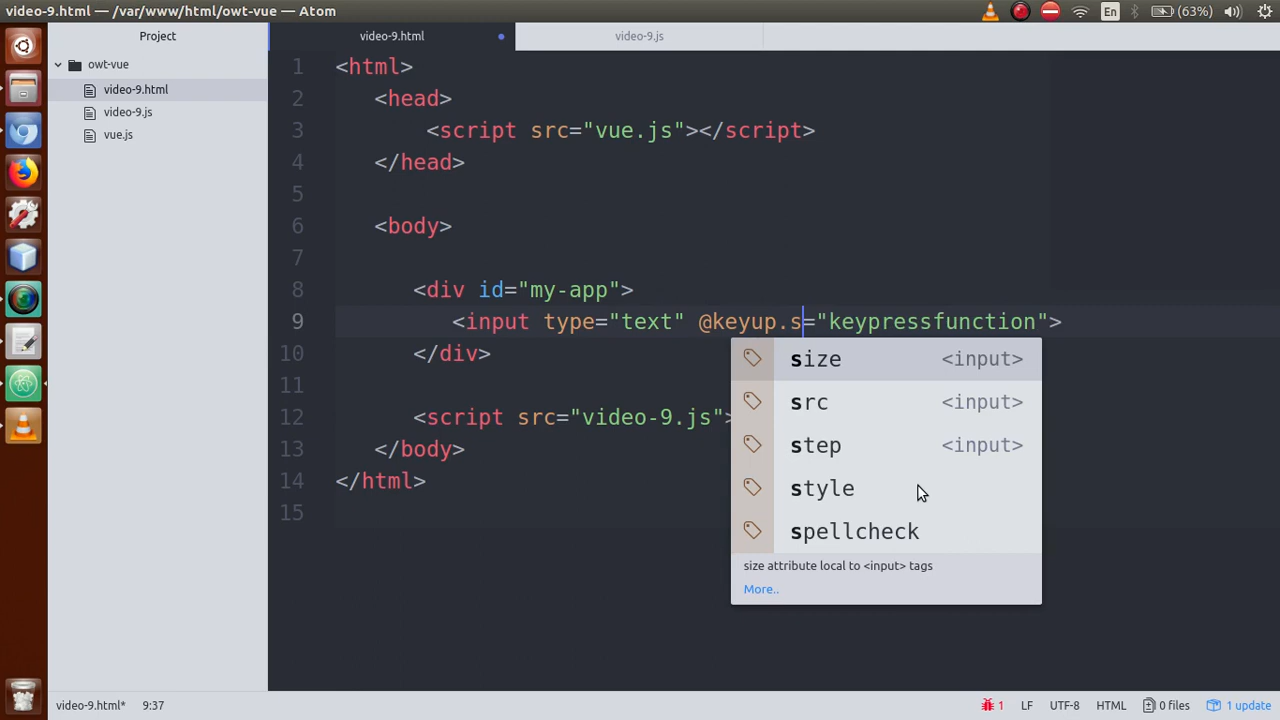 video-9.html — /var/www/html/owt-vue — Atom
En
(63%)
Project
owt-vue
video-9.html
video-9.js
vue.js
video-9.html
video-9.js
1 <html>
2 <head>
3 <script src="vue.js"></script>
4 </head>
5
6 <body>
7
8 <div id="my-app">
9 <input type="text" @keyup.s="keypressfunction">
10 </div>
11
12 <script src="video-9.js">
13 </body>
14 </html>
15
size <input>
src <input>
step <input>
style
spellcheck
size attribute local to <input> tags
More..
video-9.html* 9:37
1 LF UTF-8 HTML 0 files 1 update